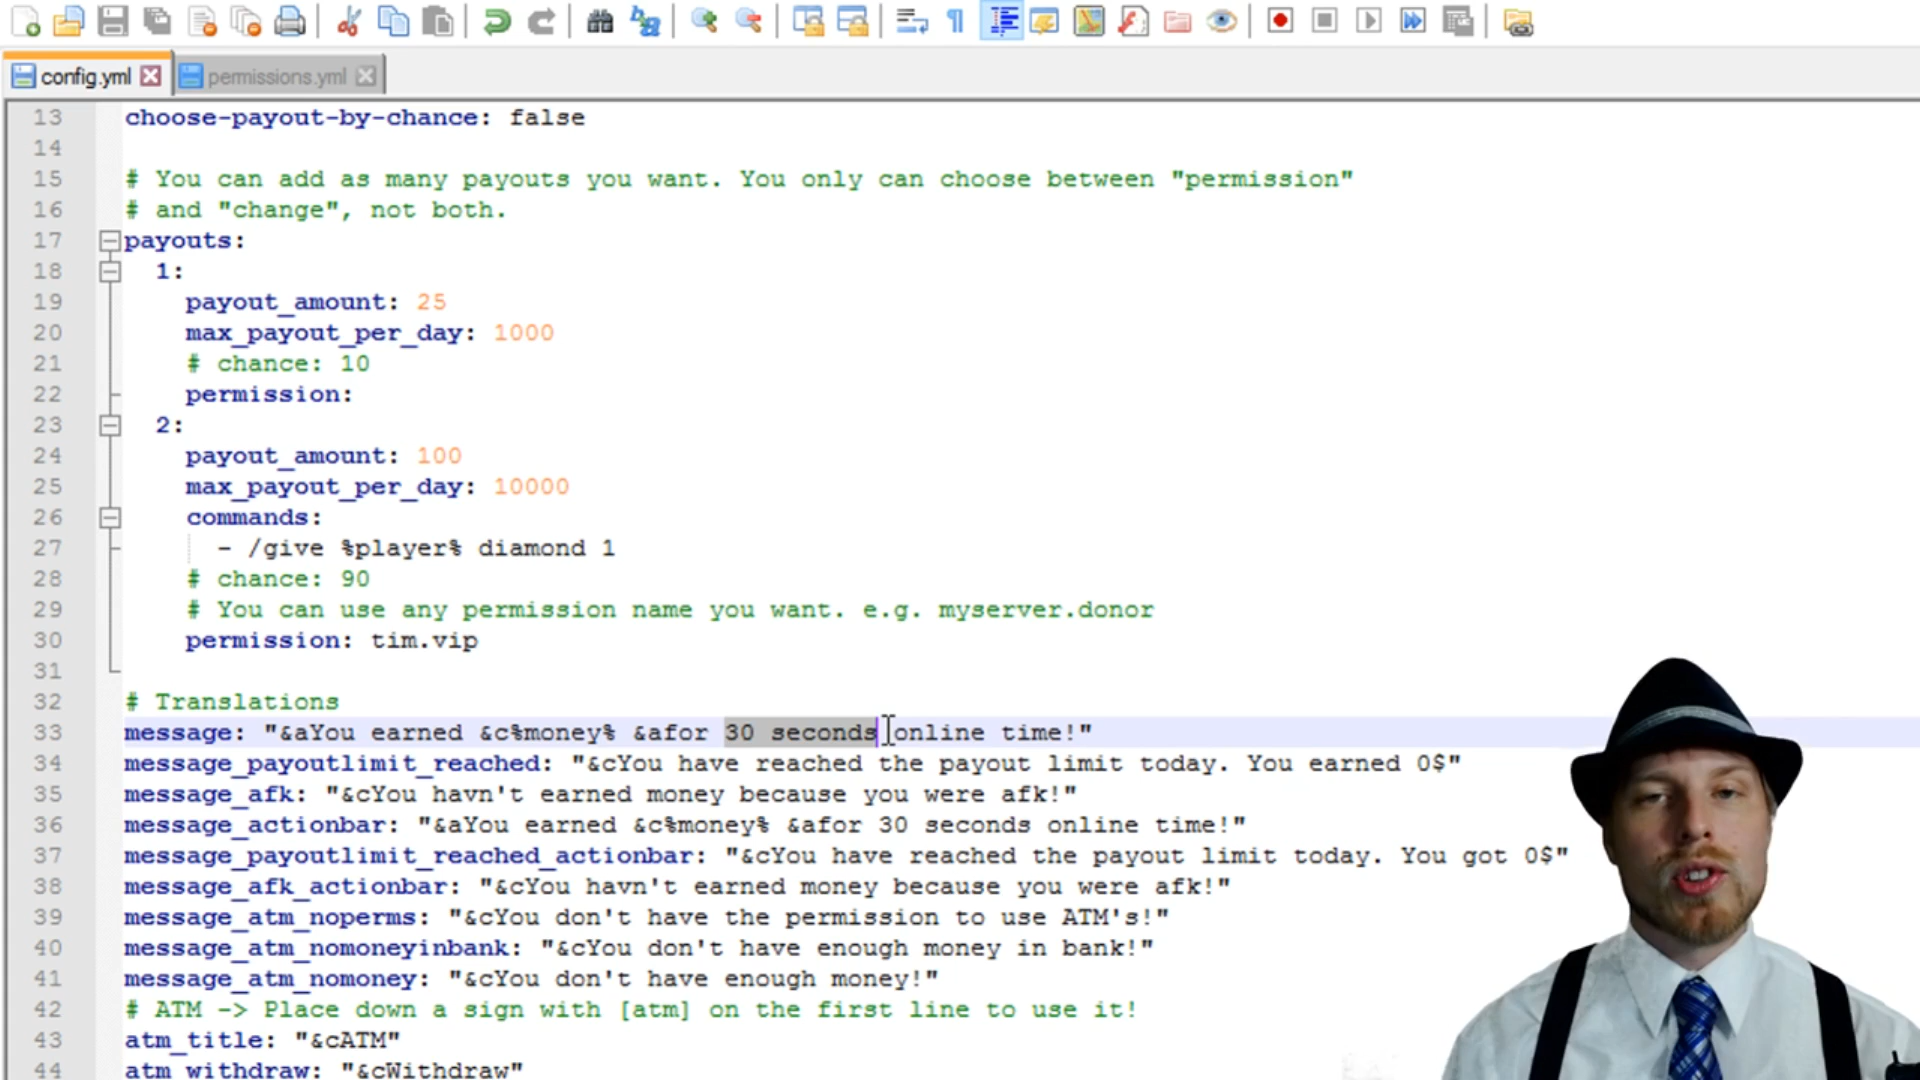 config.yml permissions.yml
13 choose-payout-by-chance: false
14
15 # You can add as many payouts you want. You only can choose between "permission"
16 # and "change", not both.
17 payouts:
18 1:
19 payout_amount: 25
20 max_payout_per_day: 1000
21 # chance: 10
22 permission:
23 2:
24 payout_amount: 100
25 max_payout_per_day: 10000
26 commands:
27 - /give %player% diamond 1
28 # chance: 90
29 # You can use any permission name you want. e.g. myserver.donor
30 permission: tim.vip
31
32 # Translations
33 message: "&aYou earned &c%money% &afor 30 seconds online time!"
34 message_payoutlimit_reached: "&cYou have reached the payout limit today. You earned 0$"
35 message_afk: "&cYou havn't earned money because you were afk!"
36 message_actionbar: "&aYou earned &c%money% &afor 30 seconds online time!"
37 message_payoutlimit_reached_actionbar: "&cYou have reached the payout limit today. You got 0$"
38 message_afk_actionbar: "&cYou havn't earned money because you were afk!"
39 message_atm_noperms: "&cYou don't have the permission to use ATM's!"
40 message_atm_nomoneyinbank: "&cYou don't have enough money in bank!"
41 message_atm_nomoney: "&cYou don't have enough money!"
42 # ATM -> Place down a sign with [atm] on the first line to use it!
43 atm_title: "&cATM"
44 atm_withdraw: "&cWithdraw"